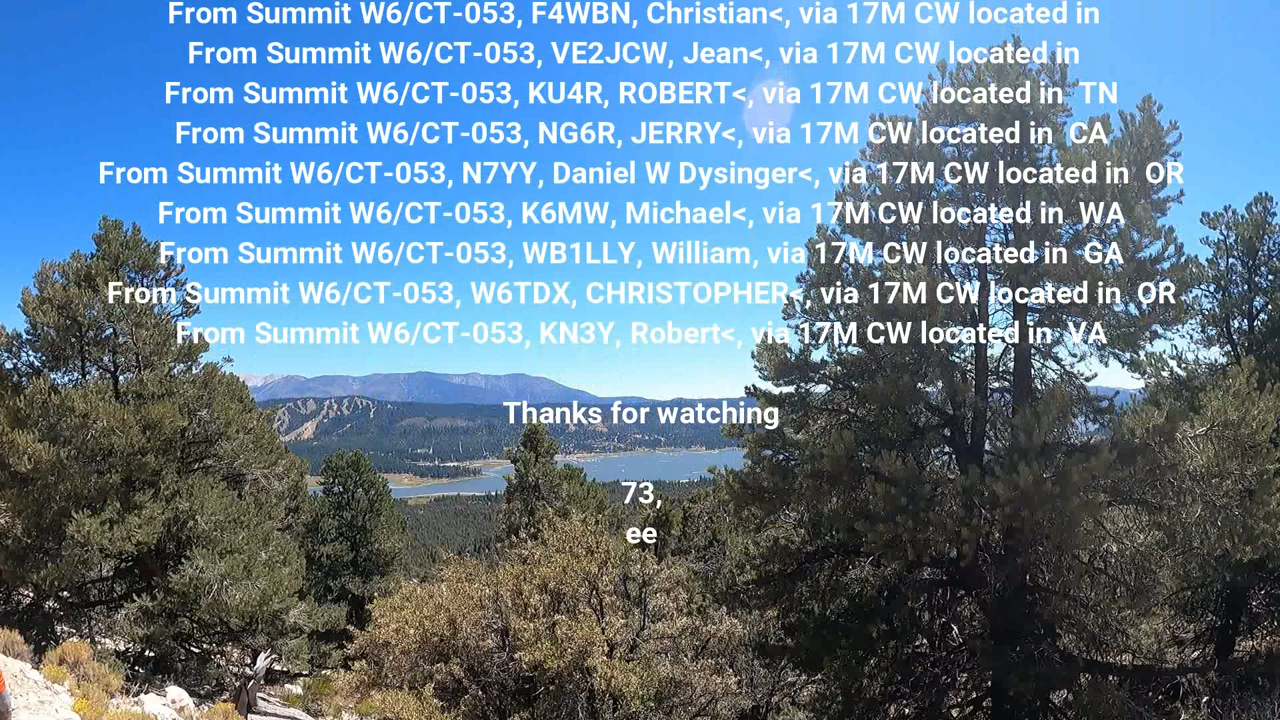 From Summit W6/CT-053, F4WBN, Christian<, via 17M CW located in
From Summit W6/CT-053, VE2JCW, Jean<, via 17M CW located in
From Summit W6/CT-053, KU4R, ROBERT<, via 17M CW located in  TN
From Summit W6/CT-053, NG6R, JERRY<, via 17M CW located in  CA
From Summit W6/CT-053, N7YY, Daniel W Dysinger<, via 17M CW located in  OR
From Summit W6/CT-053, K6MW, Michael<, via 17M CW located in  WA
From Summit W6/CT-053, WB1LLY, William, via 17M CW located in  GA
From Summit W6/CT-053, W6TDX, CHRISTOPHER<, via 17M CW located in  OR
From Summit W6/CT-053, KN3Y, Robert<, via 17M CW located in  VA
Thanks for watching
73,
ee